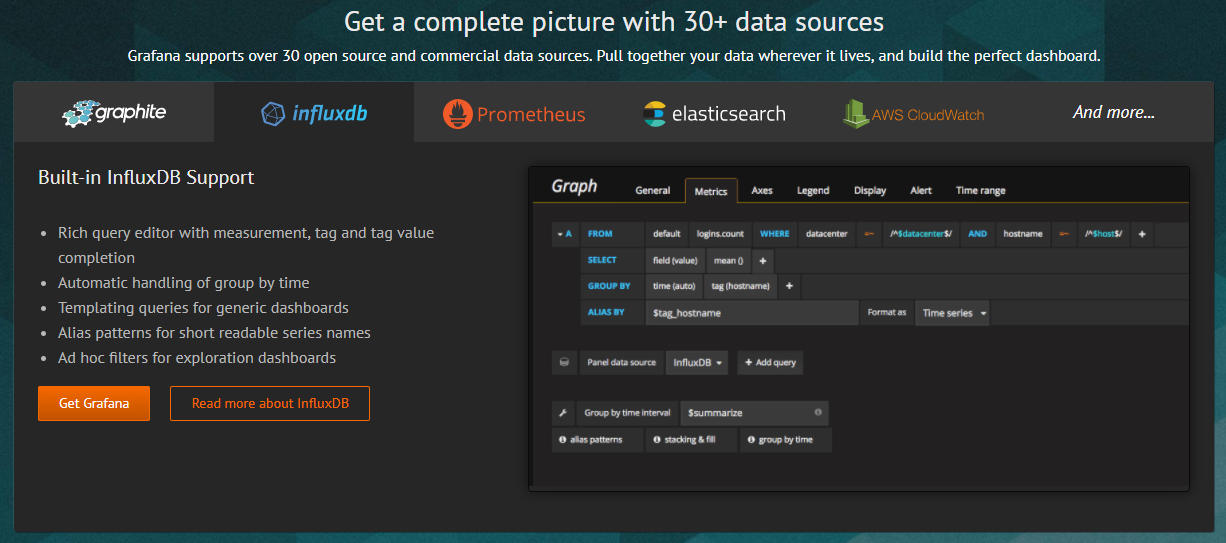 Get a complete picture with 30+ data sources
Grafana supports over 30 open source and commercial data sources. Pull together your data wherever it lives, and build the perfect dashboard.
graphite influxdb Prometheus elasticsearch AWS CloudWatch And more...
Built-in InfluxDB Support
Rich query editor with measurement, tag and tag value
completion
Automatic handling of group by time
Templating queries for generic dashboards
Alias patterns for short readable series names
Ad hoc filters for exploration dashboards
Get Grafana Read more about InfluxDB
Graph General Metrics Axes Legend Display Alert Time range
A FROM default logins.count WHERE datacenter =~ /^$datacenter$/ AND hostname =~ /^$host$/ +
SELECT field (value) mean () +
GROUP BY time (auto) tag (hostname) +
ALIAS BY $tag_hostname Format as Time series
Panel data source InfluxDB + Add query
Group by time interval $summarize
alias patterns stacking & fill group by time